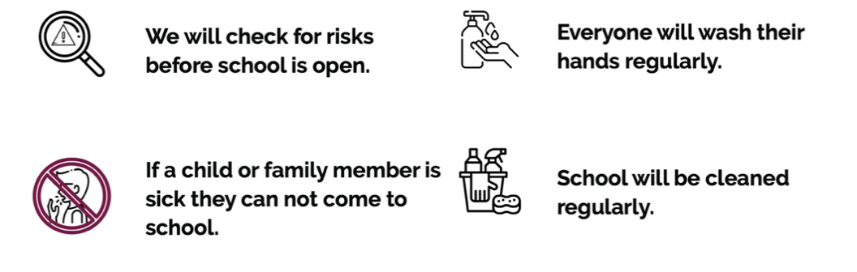 We will check for risks
before school is open.
Everyone will wash their
hands regularly.
If a child or family member is
sick they can not come to
school.
School will be cleaned
regularly.